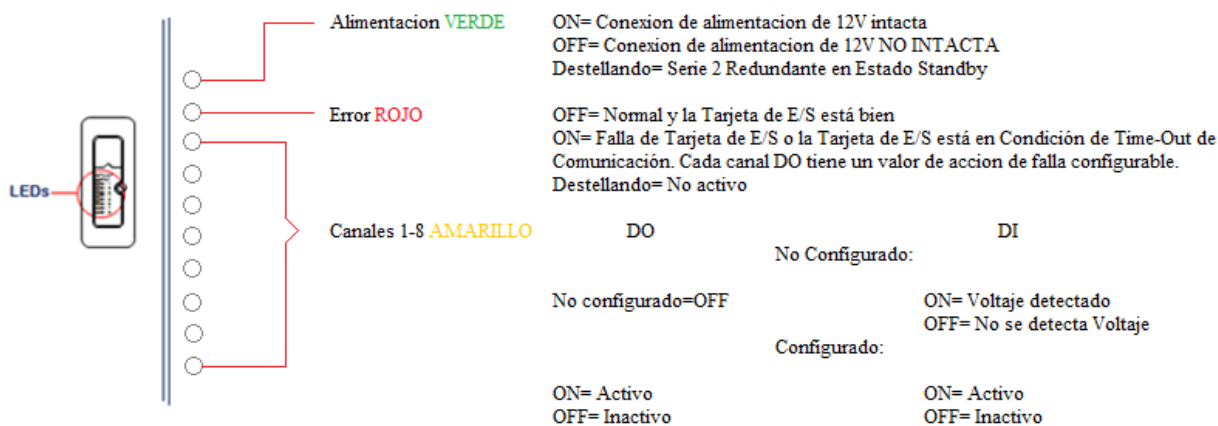 Alimentacion VERDE
ON= Conexion de alimentacion de 12V intacta
OFF= Conexion de alimentacion de 12V NO INTACTA
Destellando= Serie 2 Redundante en Estado Standby
Error ROJO
OFF= Normal y la Tarjeta de E/S está bien
ON= Falla de Tarjeta de E/S o la Tarjeta de E/S está en Condición de Time-Out de
Comunicación. Cada canal DO tiene un valor de accion de falla configurable.
Destellando= No activo
LEDs
Canales 1-8 AMARILLO
DO
DI
No Configurado:
No configurado=OFF
ON= Voltaje detectado
OFF= No se detecta Voltaje
Configurado:
ON= Activo
OFF= Inactivo
ON= Activo
OFF= Inactivo